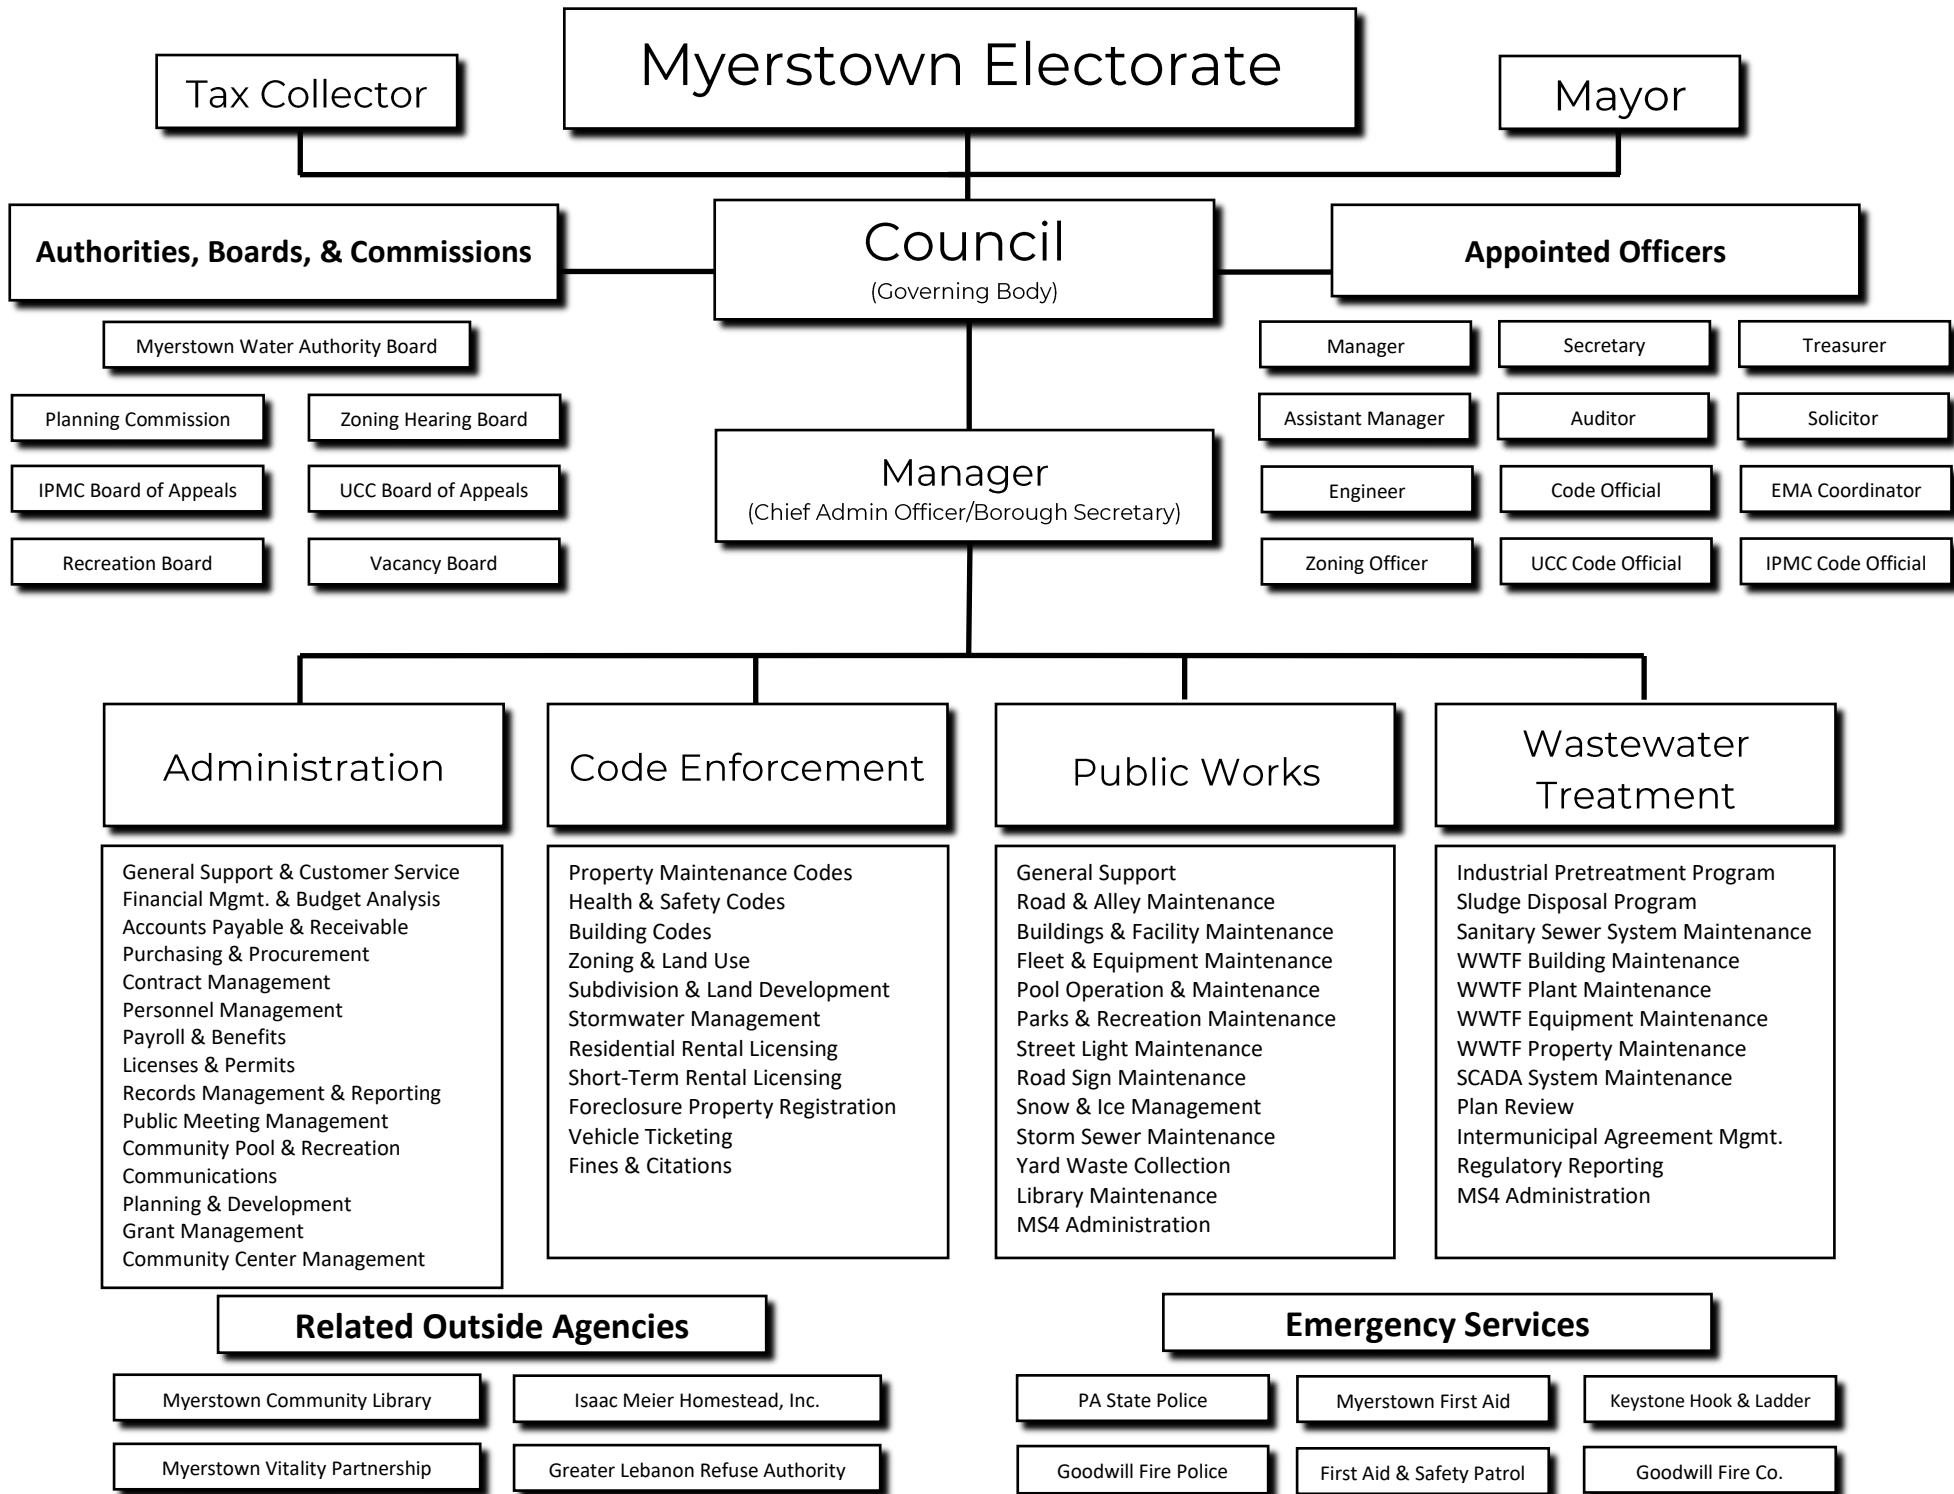 Myerstown Electorate
Tax Collector
Mayor
Authorities, Boards, & Commissions
Council
(Governing Body)
Appointed Officers
Myerstown Water Authority Board
Planning Commission
Zoning Hearing Board
IPMC Board of Appeals
UCC Board of Appeals
Recreation Board
Vacancy Board
Manager
(Chief Admin Officer/Borough Secretary)
Manager
Secretary
Treasurer
Assistant Manager
Auditor
Solicitor
Engineer
Code Official
EMA Coordinator
Zoning Officer
UCC Code Official
IPMC Code Official
Administration
General Support & Customer Service
Financial Mgmt. & Budget Analysis
Accounts Payable & Receivable
Purchasing & Procurement
Contract Management
Personnel Management
Payroll & Benefits
Licenses & Permits
Records Management & Reporting
Public Meeting Management
Community Pool & Recreation
Communications
Planning & Development
Grant Management
Community Center Management
Code Enforcement
Property Maintenance Codes
Health & Safety Codes
Building Codes
Zoning & Land Use
Subdivision & Land Development
Stormwater Management
Residential Rental Licensing
Short-Term Rental Licensing
Foreclosure Property Registration
Vehicle Ticketing
Fines & Citations
Public Works
General Support
Road & Alley Maintenance
Buildings & Facility Maintenance
Fleet & Equipment Maintenance
Pool Operation & Maintenance
Parks & Recreation Maintenance
Street Light Maintenance
Road Sign Maintenance
Snow & Ice Management
Storm Sewer Maintenance
Yard Waste Collection
Library Maintenance
MS4 Administration
Wastewater
Treatment
Industrial Pretreatment Program
Sludge Disposal Program
Sanitary Sewer System Maintenance
WWTF Building Maintenance
WWTF Plant Maintenance
WWTF Equipment Maintenance
WWTF Property Maintenance
SCADA System Maintenance
Plan Review
Intermunicipal Agreement Mgmt.
Regulatory Reporting
MS4 Administration
Related Outside Agencies
Myerstown Community Library
Isaac Meier Homestead, Inc.
Myerstown Vitality Partnership
Greater Lebanon Refuse Authority
Emergency Services
PA State Police
Myerstown First Aid
Keystone Hook & Ladder
Goodwill Fire Police
First Aid & Safety Patrol
Goodwill Fire Co.